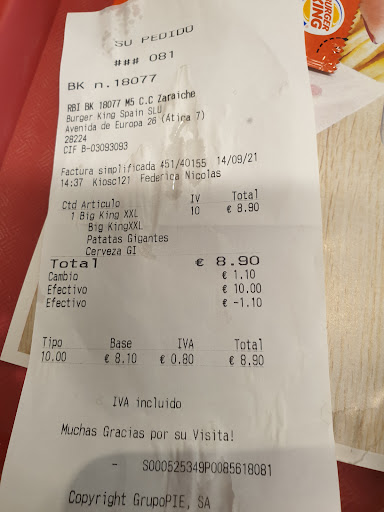 SU PEDIDO
### 081
BK n.18077
RBI BK 18077 M5 C.C Zaraiche
Burger King Spain SLU
Avenida de Europa 26 (Atica 7)
28224
CIF B-03093093
Factura simplificada 451/40155 14/09/21
14:37 Kiosc121 Federica Nicolas
Ctd Articulo IV Total
1 Big King XXL 10 € 8.90
Big KingXXL
Patatas Gigantes
Cerveza GI
Total € 8.90
Cambio € 1.10
Efectivo € 10.00
Efectivo € -1.10
Tipo Base IVA Total
10.00 € 8.10 € 0.80 € 8.90
IVA incluido
Muchas Gracias por su Visita!
- S000525349P0085618081
Copyright GrupoPIE, SA
BURGER
KING